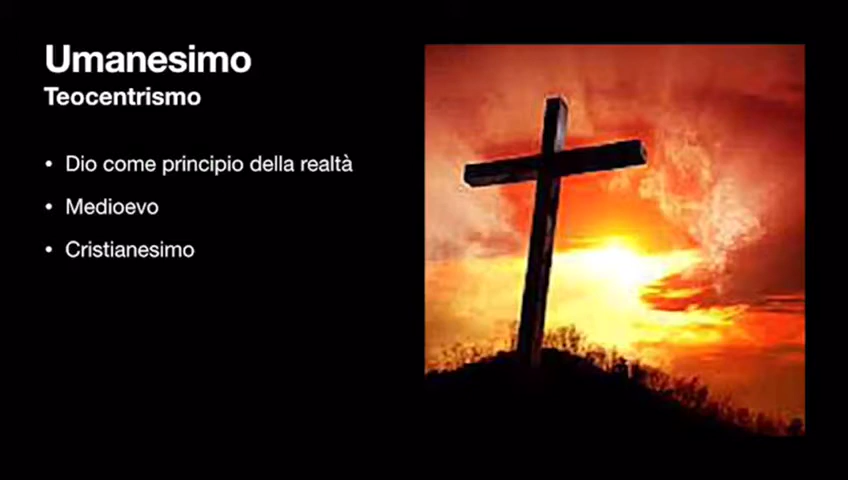 Umanesimo
Teocentrismo
• Dio come principio della realtà
• Medioevo
• Cristianesimo